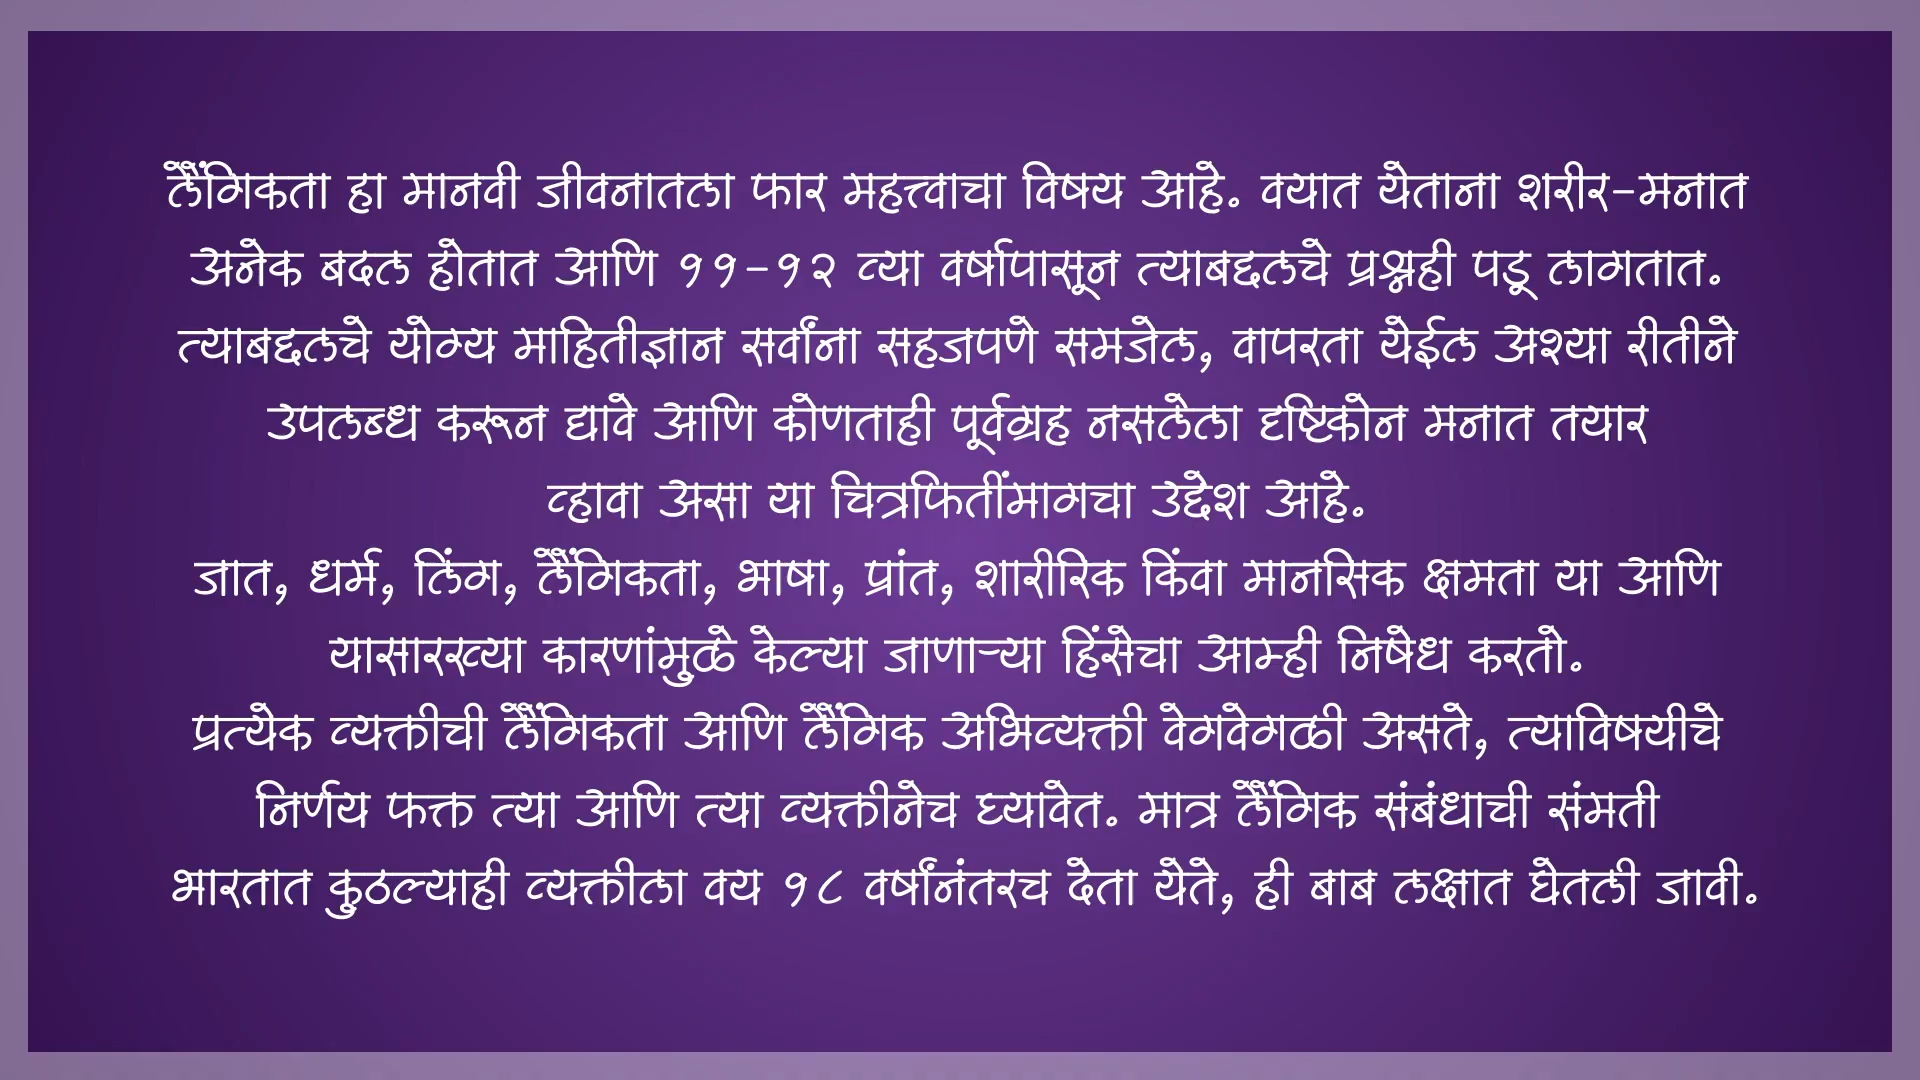 लैंगिकता हा मानवी जीवनातला फार महत्त्वाचा विषय आहे. वयात येताना शरीर-मनात
अनेक बदल होतात आणि ११-१२ व्या वर्षापासून त्याबद्दलचे प्रश्नही पडू लागतात.
त्याबद्दलचे योग्य माहितीज्ञान सर्वांना सहजपणे समजेल, वापरता येईल अश्या रीतीने
उपलब्ध करून द्यावे आणि कोणताही पूर्वग्रह नसलेला दृष्टिकोन मनात तयार
व्हावा असा या चित्रफितींमागचा उद्देश आहे.
जात, धर्म, लिंग, लैंगिकता, भाषा, प्रांत, शारीरिक किंवा मानसिक क्षमता या आणि
यासारख्या कारणांमुळे केल्या जाणाऱ्या हिंसेचा आम्ही निषेध करतो.
प्रत्येक व्यक्तीची लैंगिकता आणि लैंगिक अभिव्यक्ती वेगवेगळी असते, त्याविषयीचे
निर्णय फक्त त्या आणि त्या व्यक्तीनेच घ्यावेत. मात्र लैंगिक संबंधाची संमती
भारतात कुठल्याही व्यक्तीला वय १८ वर्षांनंतरच देता येते, ही बाब लक्षात घेतली जावी.